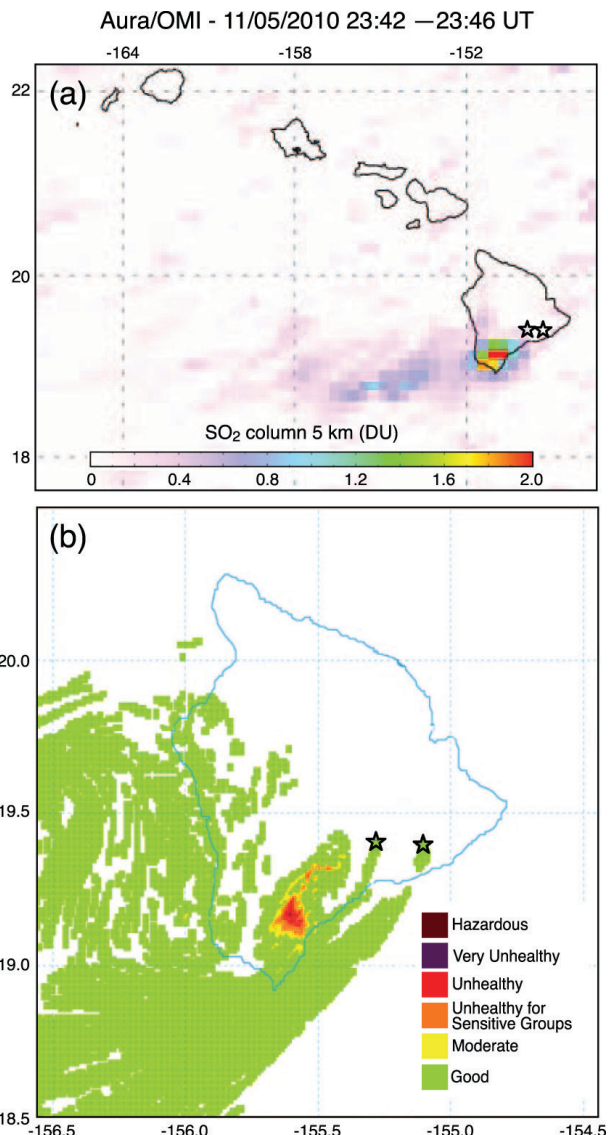 Aura/OMI - 11/05/2010 23:42 —23:46 UT
-164 -158 -152
(a)
22
20
18
SO₂ column 5 km (DU)
0 0.4 0.8 1.2 1.6 2.0
(b)
20.0
19.5
19.0
18.5
Hazardous
Very Unhealthy
Unhealthy
Unhealthy for
Sensitive Groups
Moderate
Good
-156.5 -156.0 -155.5 -155.0 -154.5